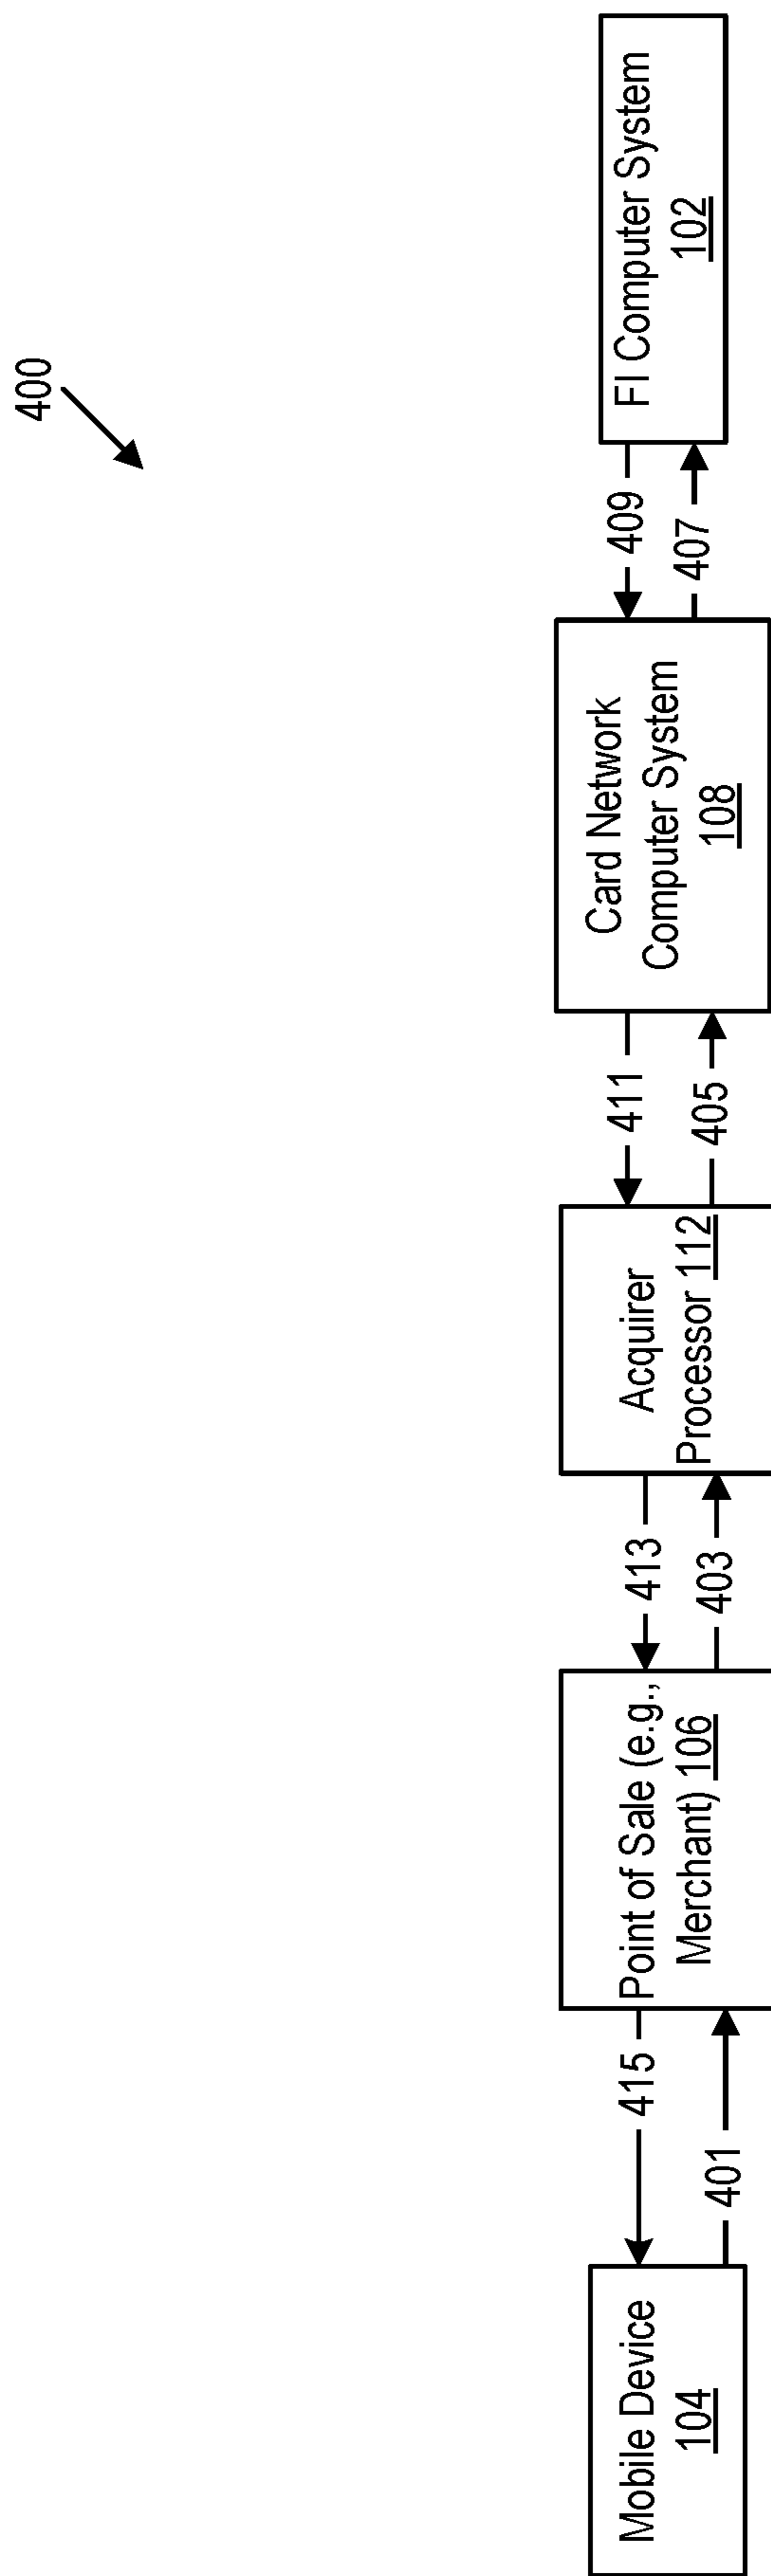 400
Mobile Device
104
415
401
Point of Sale (e.g.,
Merchant) 106
413
403
Acquirer
Processor 112
411
405
Card Network
Computer System
108
409
407
FI Computer System
102